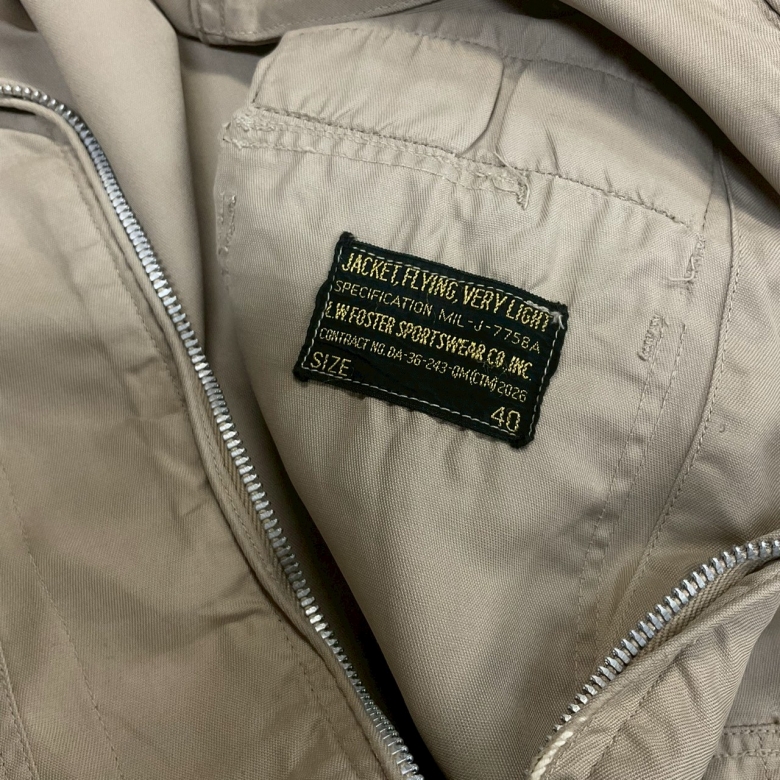 JACKET, FLYING, VERY LIGHT
SPECIFICATION MIL-J-7758A
L.W. FOSTER SPORTSWEAR CO., INC.
CONTRACT NO. DA-36-243-QM(CTM) 2026
SIZE
40